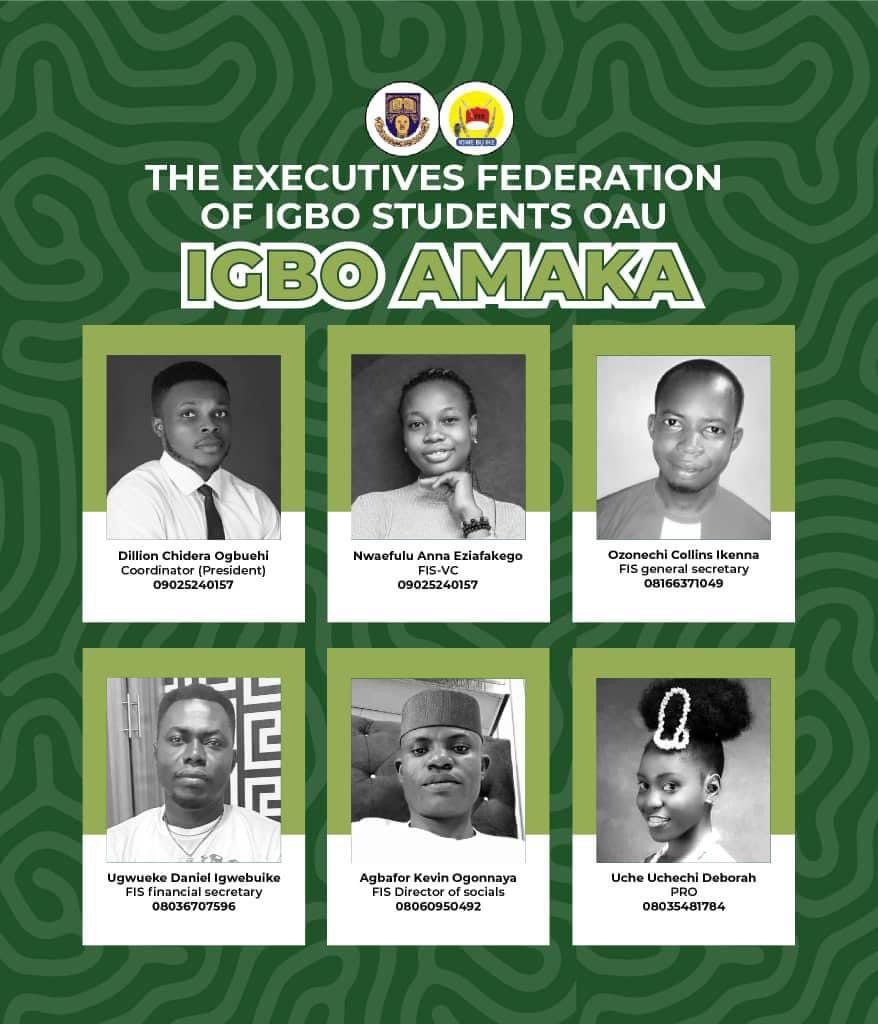 IGWE BU IKE
THE EXECUTIVES FEDERATION
OF IGBO STUDENTS OAU
IGBO AMAKA
Dillion Chidera Ogbuehi
Coordinator (President)
09025240157
Nwaefulu Anna Eziafakego
FIS-VC
09025240157
Ozonechi Collins Ikenna
FIS general secretary
08166371049
Ugwueke Daniel Igwebuike
FIS financial secretary
08036707596
Agbafor Kevin Ogonnaya
FIS Director of socials
08060950492
Uche Uchechi Deborah
PRO
08035481784